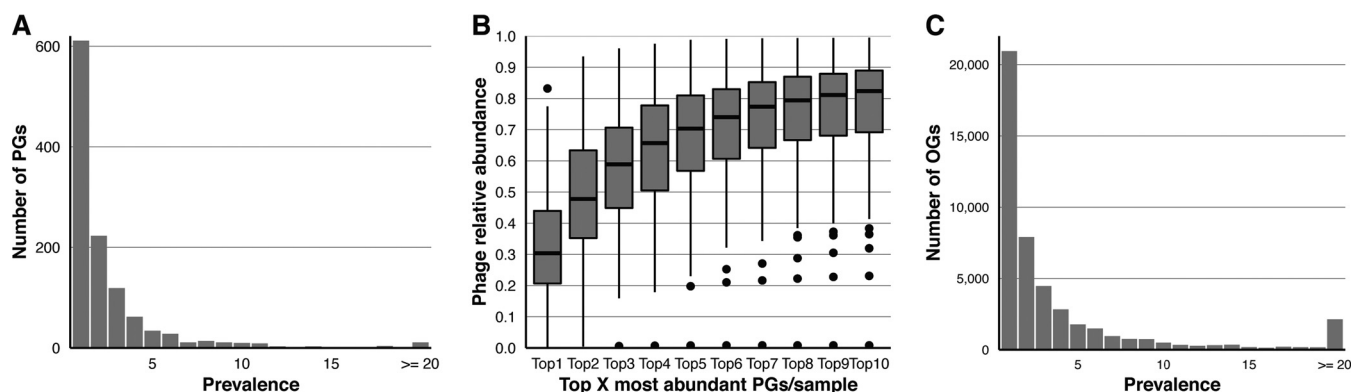 A
Number of PGs
600
400
200
0
5
10
15
>= 20
Prevalence
B
Phage relative abundance
1.0
0.9
0.8
0.7
0.6
0.5
0.4
0.3
0.2
0.1
0.0
Top1 Top2 Top3 Top4 Top5 Top6 Top7 Top8 Top9 Top10
Top X most abundant PGs/sample
C
Number of OGs
20,000
15,000
10,000
5,000
0
5
10
15
>= 20
Prevalence